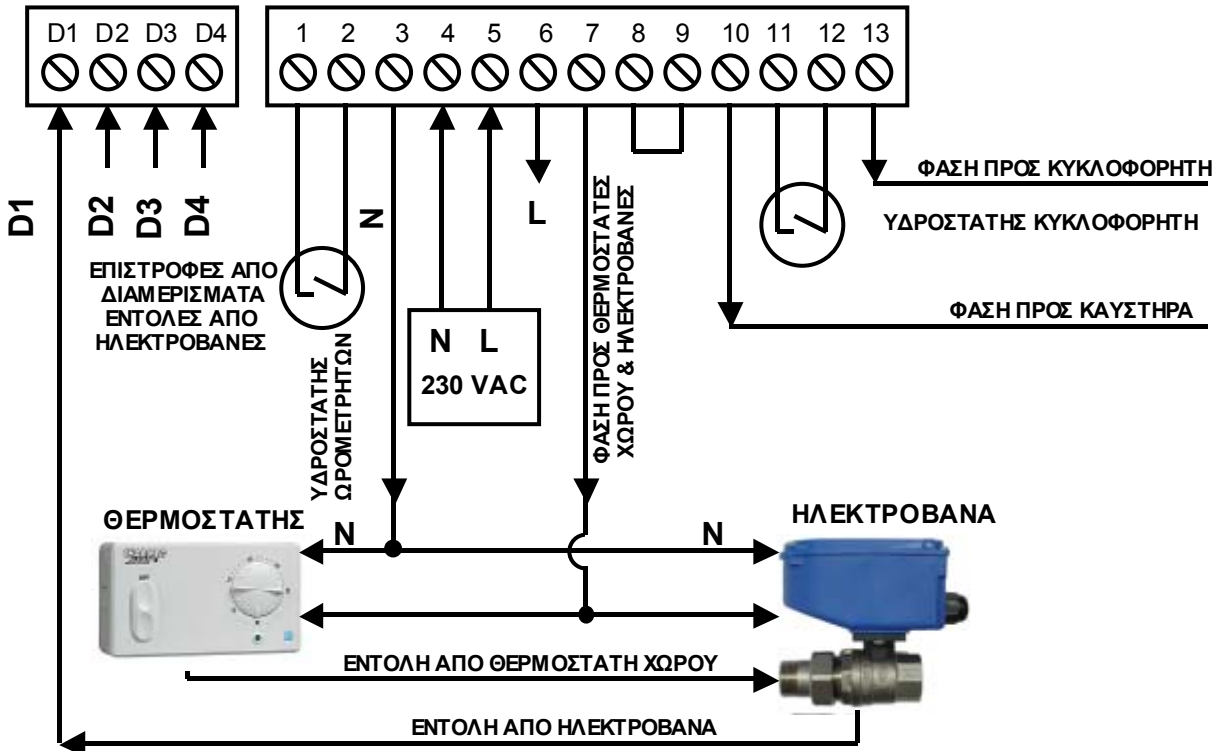 D1 D2 D3 D4
1 2 3 4 5 6 7 8 9 10 11 12 13
D1
D2
D3
D4
N
L
ΕΠΙΣΤΡΟΦΕΣ ΑΠΟ
ΔΙΑΜΕΡΙΣΜΑΤΑ
ΕΝΤΟΛΕΣ ΑΠΟ
ΗΛΕΚΤΡΟΒΑΝΕΣ
ΥΔΡΟΣΤΑΤΗΣ
ΩΡΟΜΕΤΡΗΤΩΝ
N L
230 VAC
ΦΑΣΗ ΠΡΟΣ ΘΕΡΜΟΣΤΑΤΕΣ
ΧΩΡΟΥ & ΗΛΕΚΤΡΟΒΑΝΕΣ
ΦΑΣΗ ΠΡΟΣ ΚΥΚΛΟΦΟΡΗΤΗ
ΥΔΡΟΣΤΑΤΗΣ ΚΥΚΛΟΦΟΡΗΤΗ
ΦΑΣΗ ΠΡΟΣ ΚΑΥΣΤΗΡΑ
ΘΕΡΜΟΣΤΑΤΗΣ
ΗΛΕΚΤΡΟΒΑΝΑ
N
N
ΕΝΤΟΛΗ ΑΠΟ ΘΕΡΜΟΣΤΑΤΗ ΧΩΡΟΥ
ΕΝΤΟΛΗ ΑΠΟ ΗΛΕΚΤΡΟΒΑΝΑ